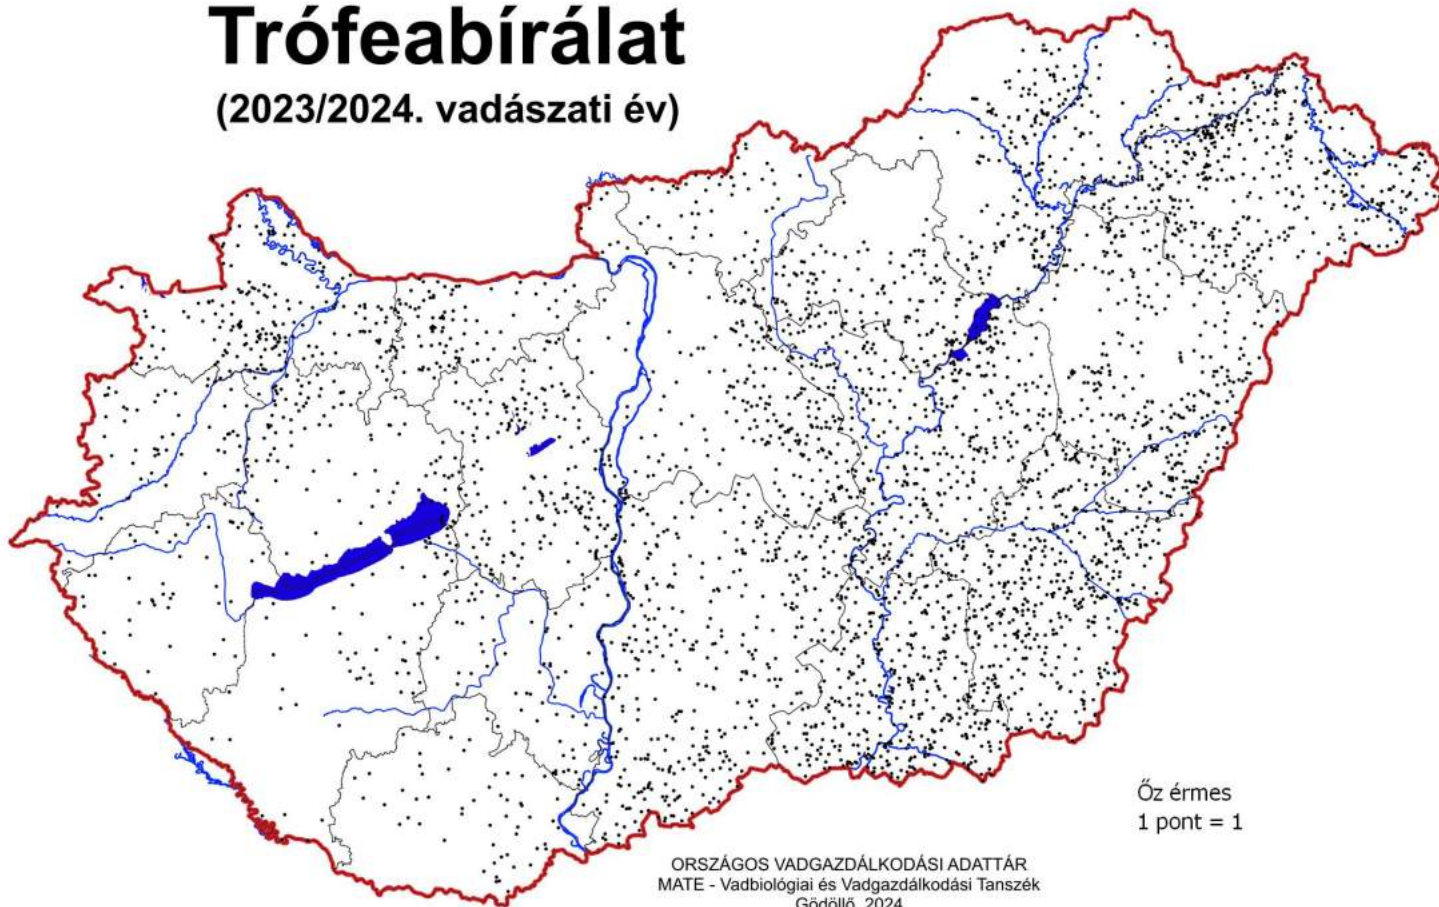 Trófeabírálat
(2023/2024. vadászati év)
Őz érmes
1 pont = 1
ORSZÁGOS VADGAZDÁLKODÁSI ADATTÁR
MATE - Vadbiológiai és Vadgazdálkodási Tanszék
Gödöllő, 2024